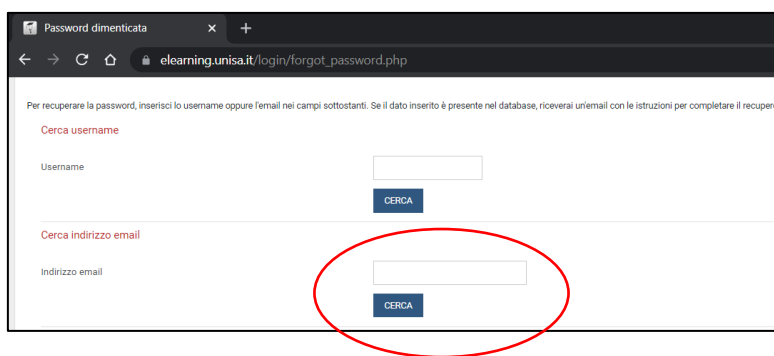 Password dimenticata
elearning.unisa.it/login/forgot_password.php
Per recuperare la password, inserisci lo username oppure l'email nei campi sottostanti. Se il dato inserito è presente nel database, riceverai un'email con le istruzioni per completare il recuper
Cerca username
Username
CERCA
Cerca indirizzo email
Indirizzo email
CERCA